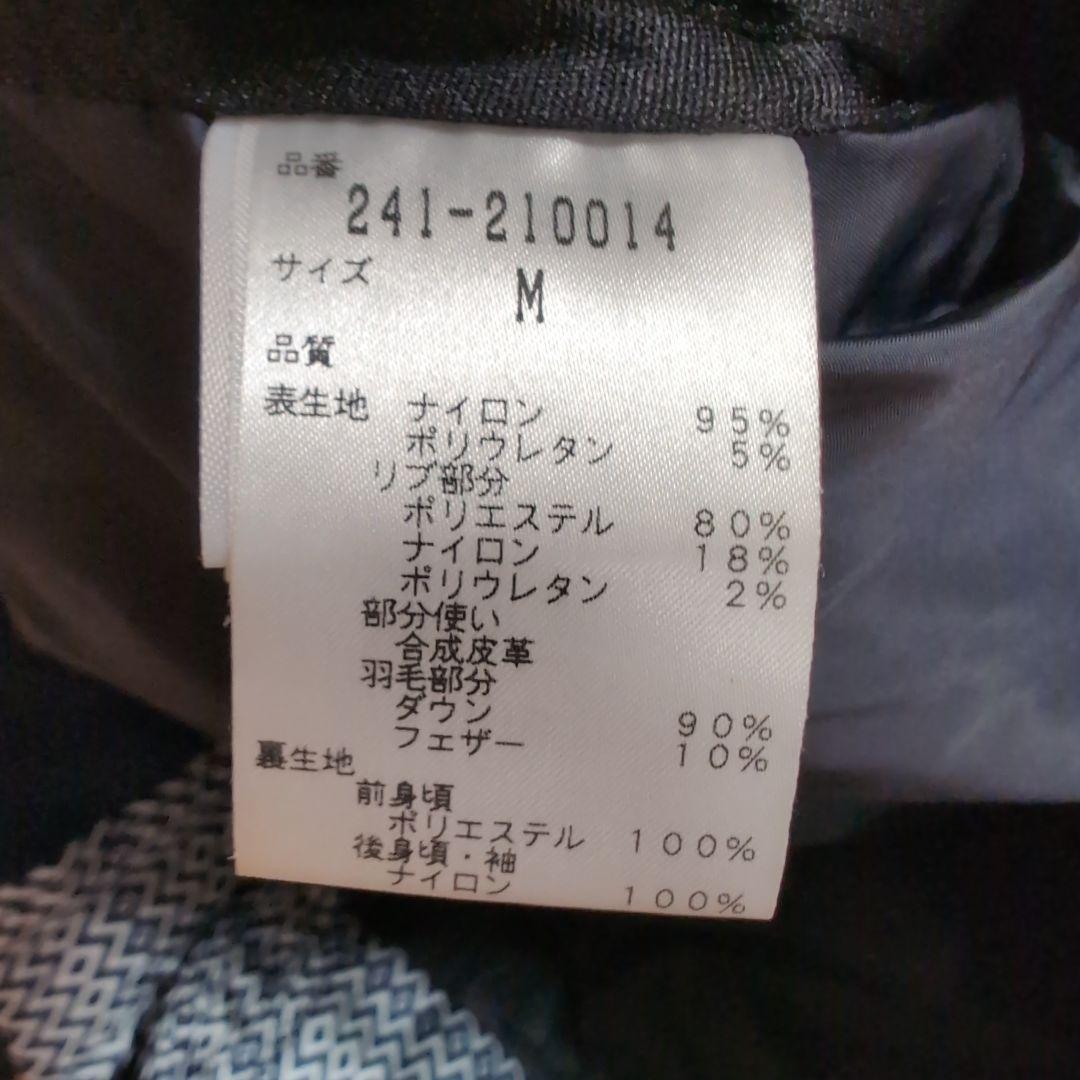 品番
241-210014
サイズ
M
品質
表生地 ナイロン 95%
ポリウレタン 5%
リブ部分
ポリエステル 80%
ナイロン 18%
ポリウレタン 2%
部分使い
合成皮革
羽毛部分
ダウン 90%
フェザー 10%
裏生地
前身頃
ポリエステル 100%
後身頃・袖
ナイロン 100%